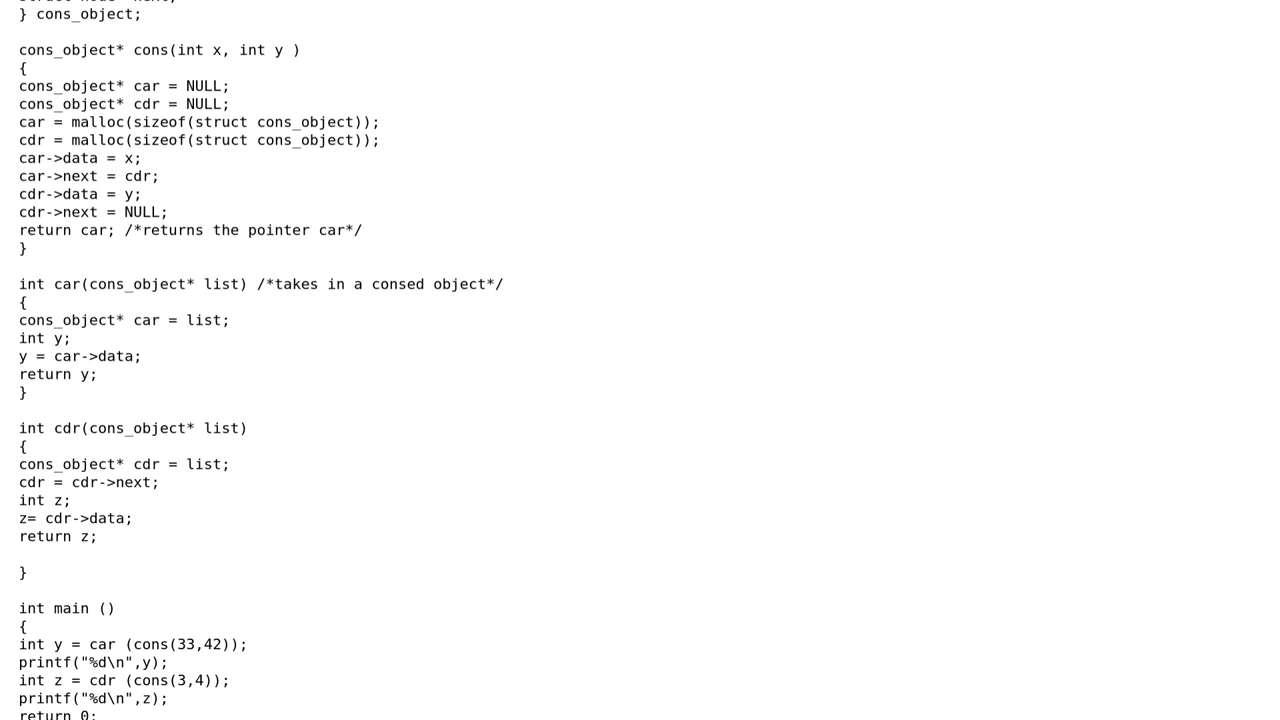 } cons_object;
cons_object* cons(int x, int y )
{
cons_object* car = NULL;
cons_object* cdr = NULL;
car = malloc(sizeof(struct cons_object));
cdr = malloc(sizeof(struct cons_object));
car->data = x;
car->next = cdr;
cdr->data = y;
cdr->next = NULL;
return car; /*returns the pointer car*/
}
int car(cons_object* list) /*takes in a consed object*/
{
cons_object* car = list;
int y;
y = car->data;
return y;
}
int cdr(cons_object* list)
{
cons_object* cdr = list;
cdr = cdr->next;
int z;
z= cdr->data;
return z;
}
int main ()
{
int y = car (cons(33,42));
printf("%d\n",y);
int z = cdr (cons(3,4));
printf("%d\n",z);
return 0;